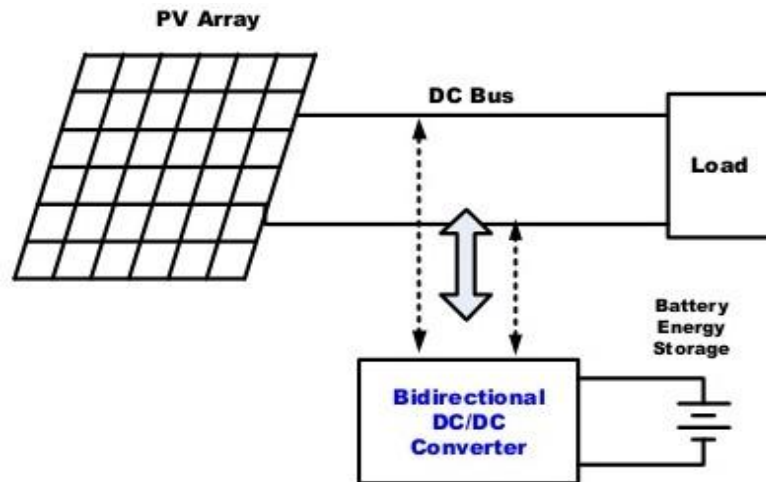 PV Array
DC Bus
Load
Battery
Energy
Storage
Bidirectional
DC/DC
Converter